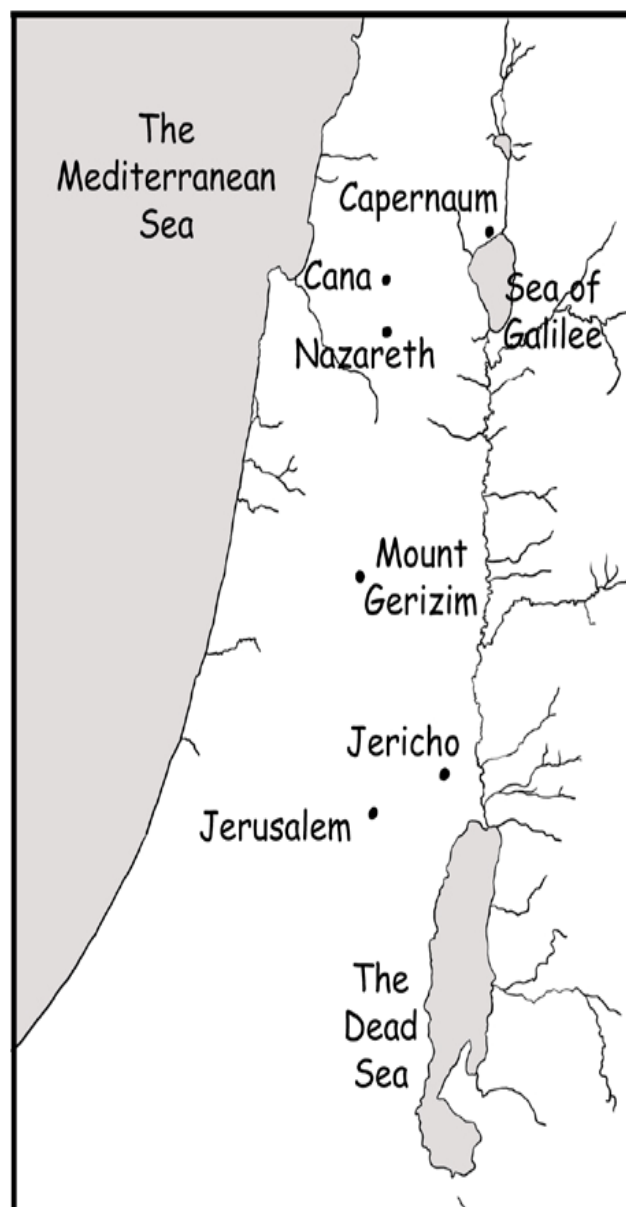 The
Mediterranean
Sea
Capernaum
Cana
Sea of
Galilee
Nazareth
Mount
Gerizim
Jericho
Jerusalem
The
Dead
Sea